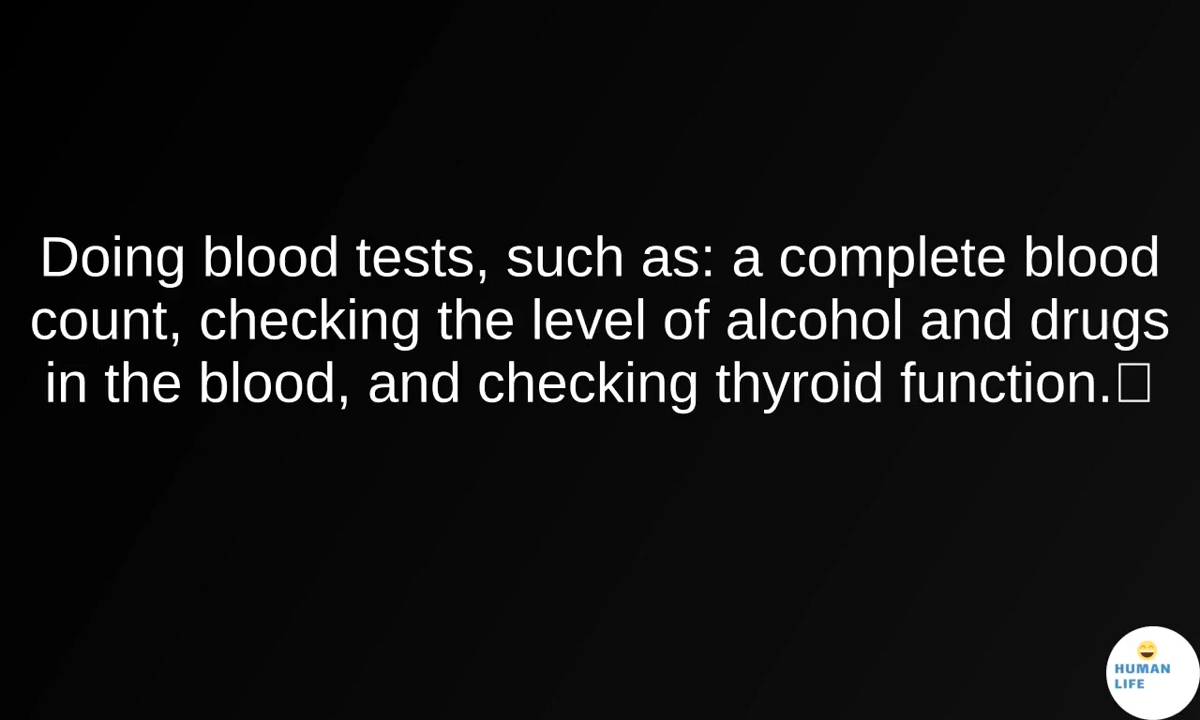 Doing blood tests, such as: a complete blood
count, checking the level of alcohol and drugs
in the blood, and checking thyroid function.
HUMAN
LIFE